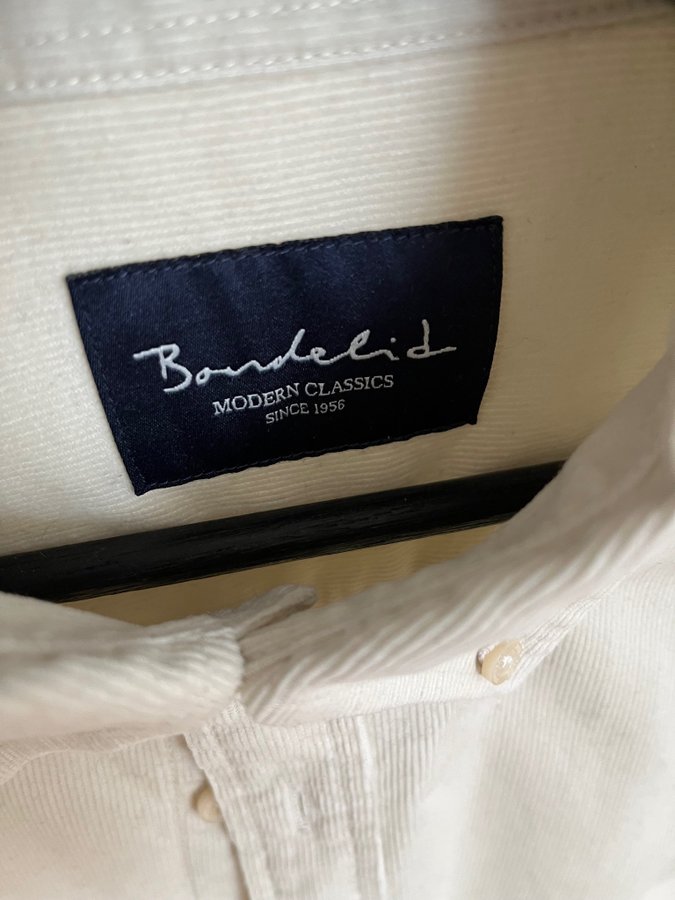 Bondelid
MODERN CLASSICS
SINCE 1956